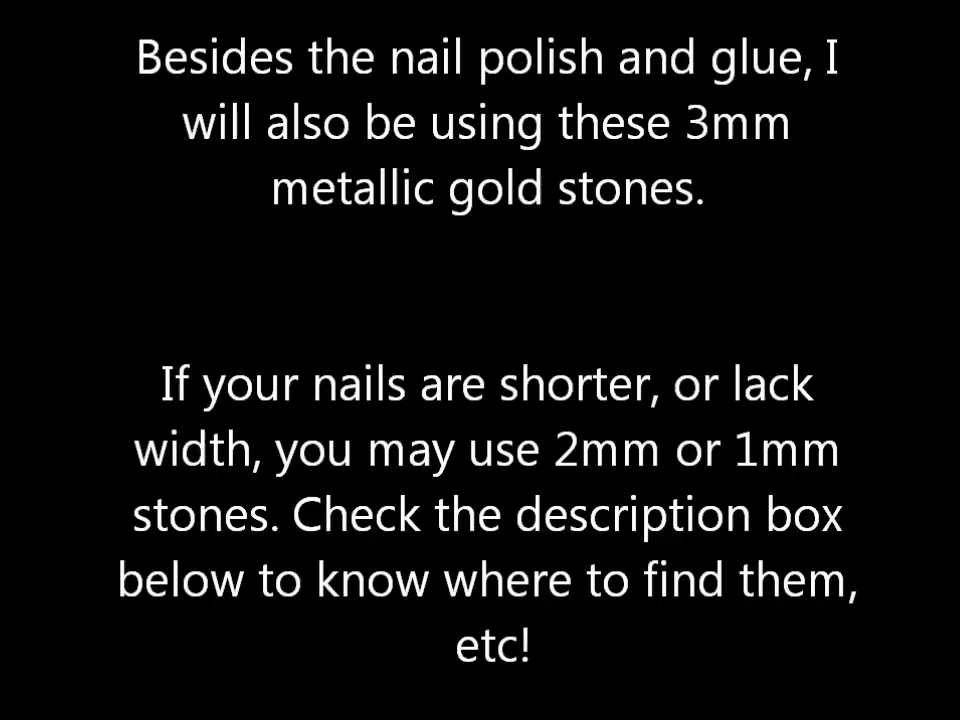 Besides the nail polish and glue, I
will also be using these 3mm
metallic gold stones.
If your nails are shorter, or lack
width, you may use 2mm or 1mm
stones. Check the description box
below to know where to find them,
etc!